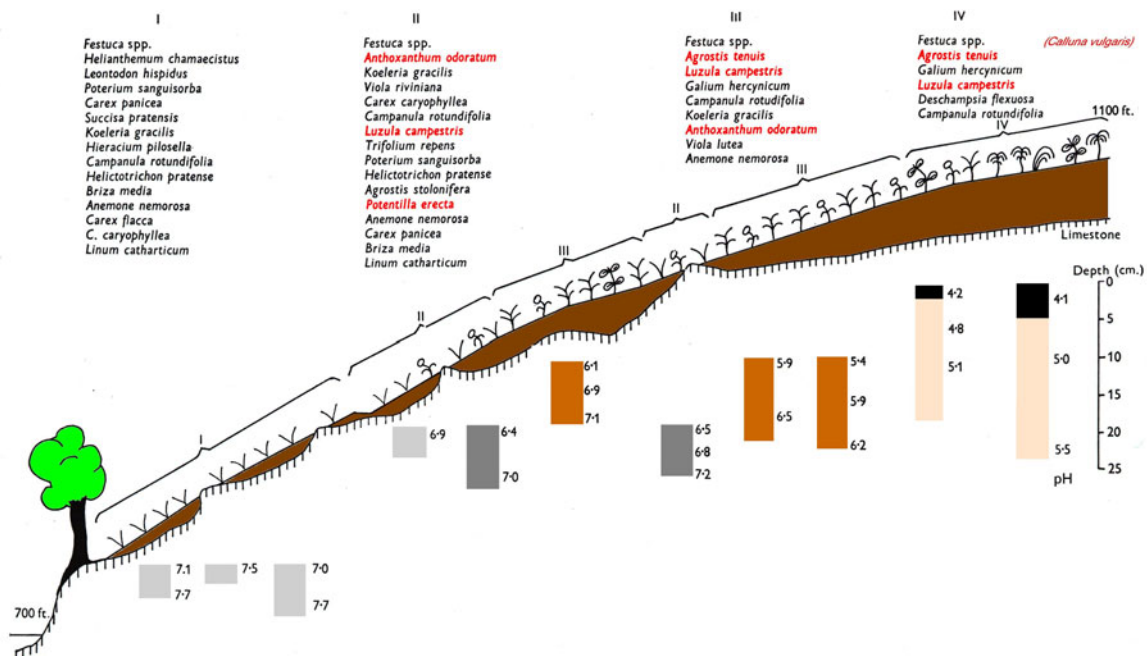 I
Festuca spp.
Helianthemum chamaecistus
Leontodon hispidus
Poterium sanguisorba
Carex panicea
Succisa pratensis
Koeleria gracilis
Hieracium pilosella
Campanula rotundifolia
Helictotrichon pratense
Briza media
Anemone nemorosa
Carex flacca
C. caryophyllea
Linum catharticum
II
Festuca spp.
Anthoxanthum odoratum
Koeleria gracilis
Viola riviniana
Carex caryophyllea
Campanula rotundifolia
Luzula campestris
Trifolium repens
Poterium sanguisorba
Helictotrichon pratense
Agrostis stolonifera
Potentilla erecta
Anemone nemorosa
Carex panicea
Briza media
Linum catharticum
III
Festuca spp.
Agrostis tenuis
Luzula campestris
Galium hercynicum
Campanula rotudifolia
Koeleria gracilis
Anthoxanthum odoratum
Viola lutea
Anemone nemorosa
IV
Festuca spp.
Agrostis tenuis
Galium hercynicum
Luzula campestris
Deschampsia flexuosa
Campanula rotundifolia
(Calluna vulgaris)
1100 ft.
IV
III
II
III
II
I
Limestone
Depth (cm.)
0
5
10
15
20
25
pH
4·2
4·8
5·1
4·1
5·0
5·5
6·1
6·9
7·1
5·9
6·5
5·4
5·9
6·2
6·9
6·4
7·0
6·5
6·8
7·2
7.1
7·7
7·5
7·0
7·7
700 ft.